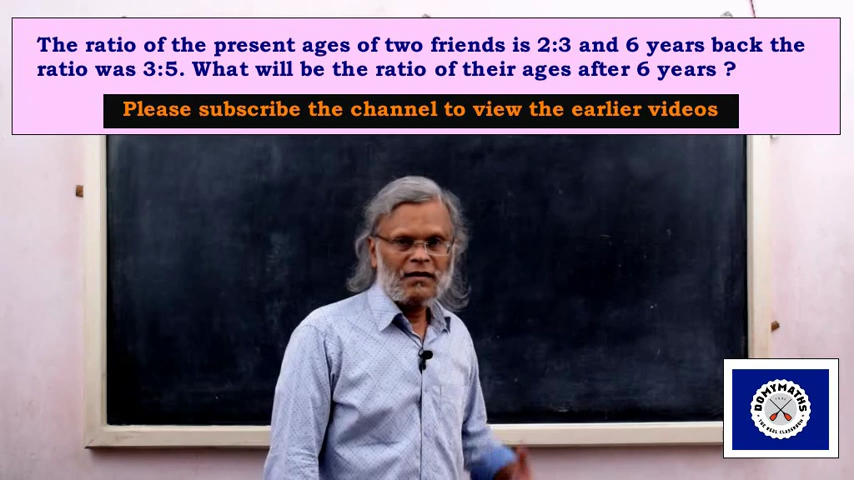 The ratio of the present ages of two friends is 2:3 and 6 years back the
ratio was 3:5. What will be the ratio of their ages after 6 years ?
Please subscribe the channel to view the earlier videos
DOMYMATHS